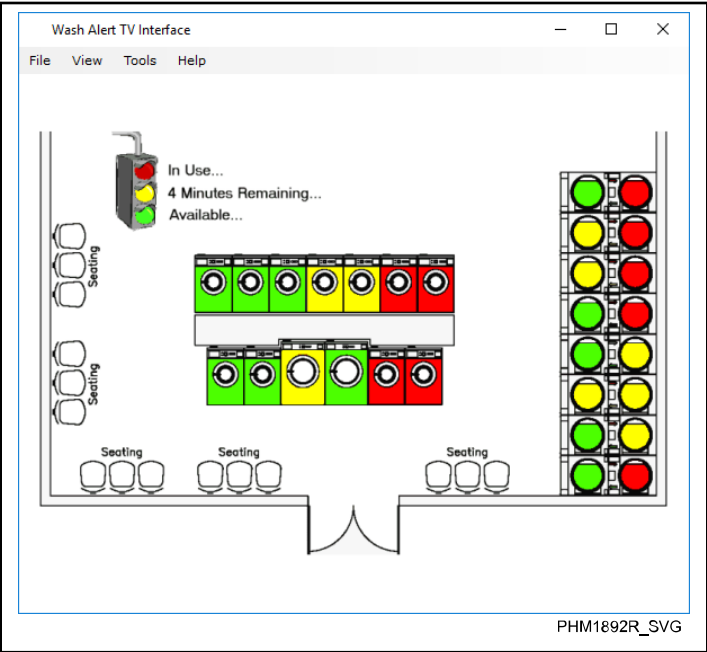 Wash Alert TV Interface
File View Tools Help
In Use...
4 Minutes Remaining...
Available...
Seating
Seating
Seating
Seating
Seating
PHM1892R_SVG